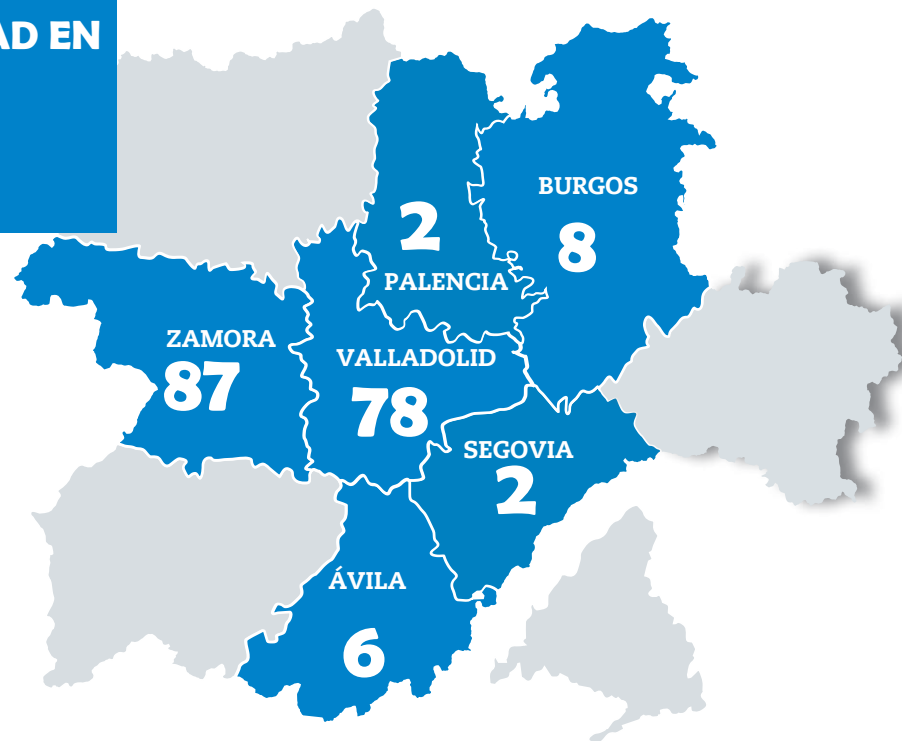 AD EN
BURGOS
8
2
PALENCIA
ZAMORA
87
VALLADOLID
78
SEGOVIA
2
ÁVILA
6